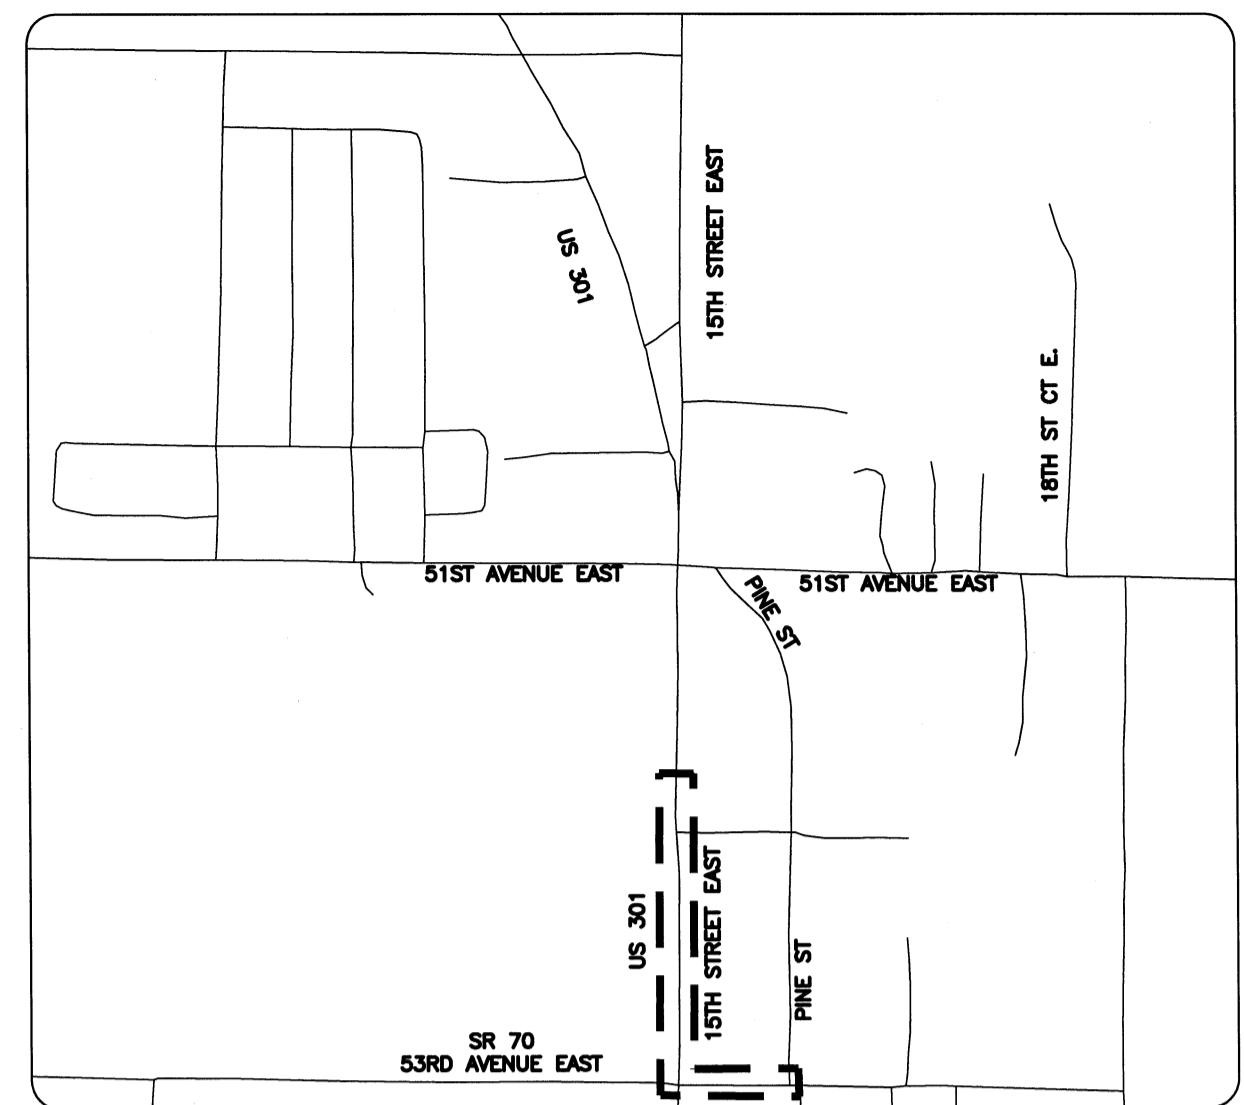 15TH STREET EAST
US 301
18TH ST CT E.
51ST AVENUE EAST
51ST AVENUE EAST
PINE ST
US 301
15TH STREET EAST
PINE ST
SR 70
53RD AVENUE EAST